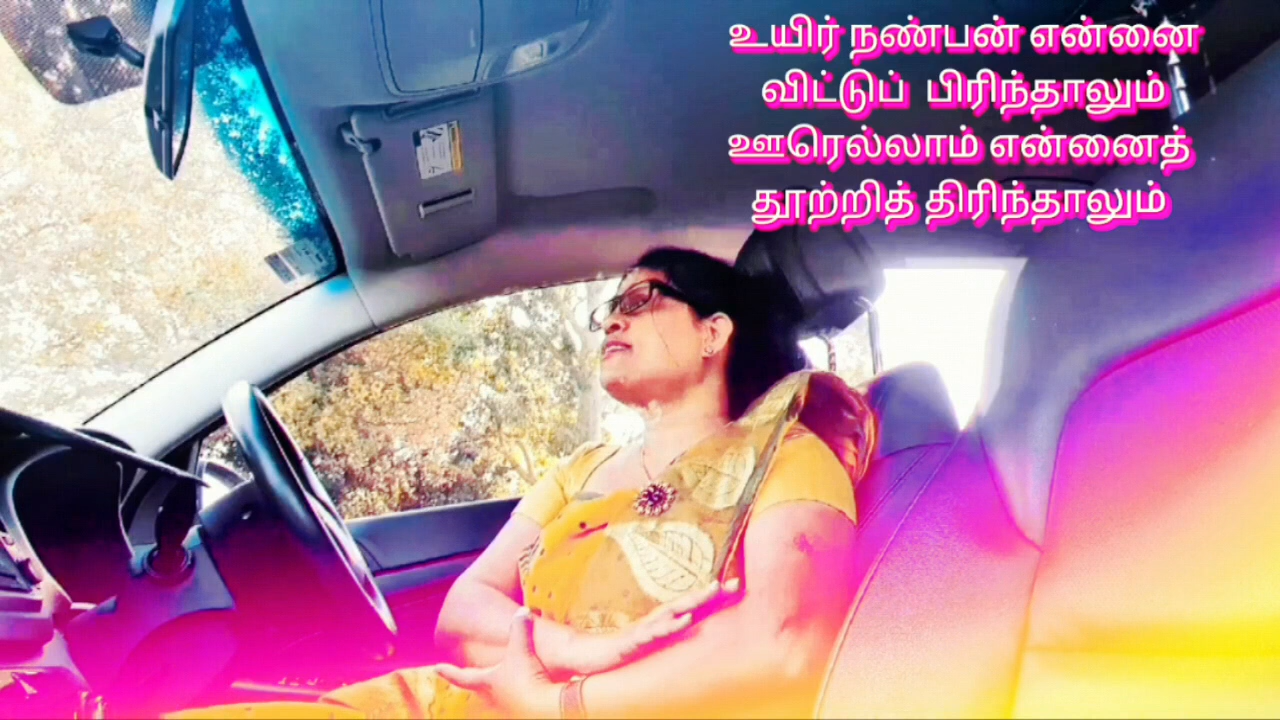 உயிர் நண்பன் என்னை
விட்டுப் பிரிந்தாலும்
ஊரெல்லாம் என்னைத்
தூற்றித் திரிந்தாலும்